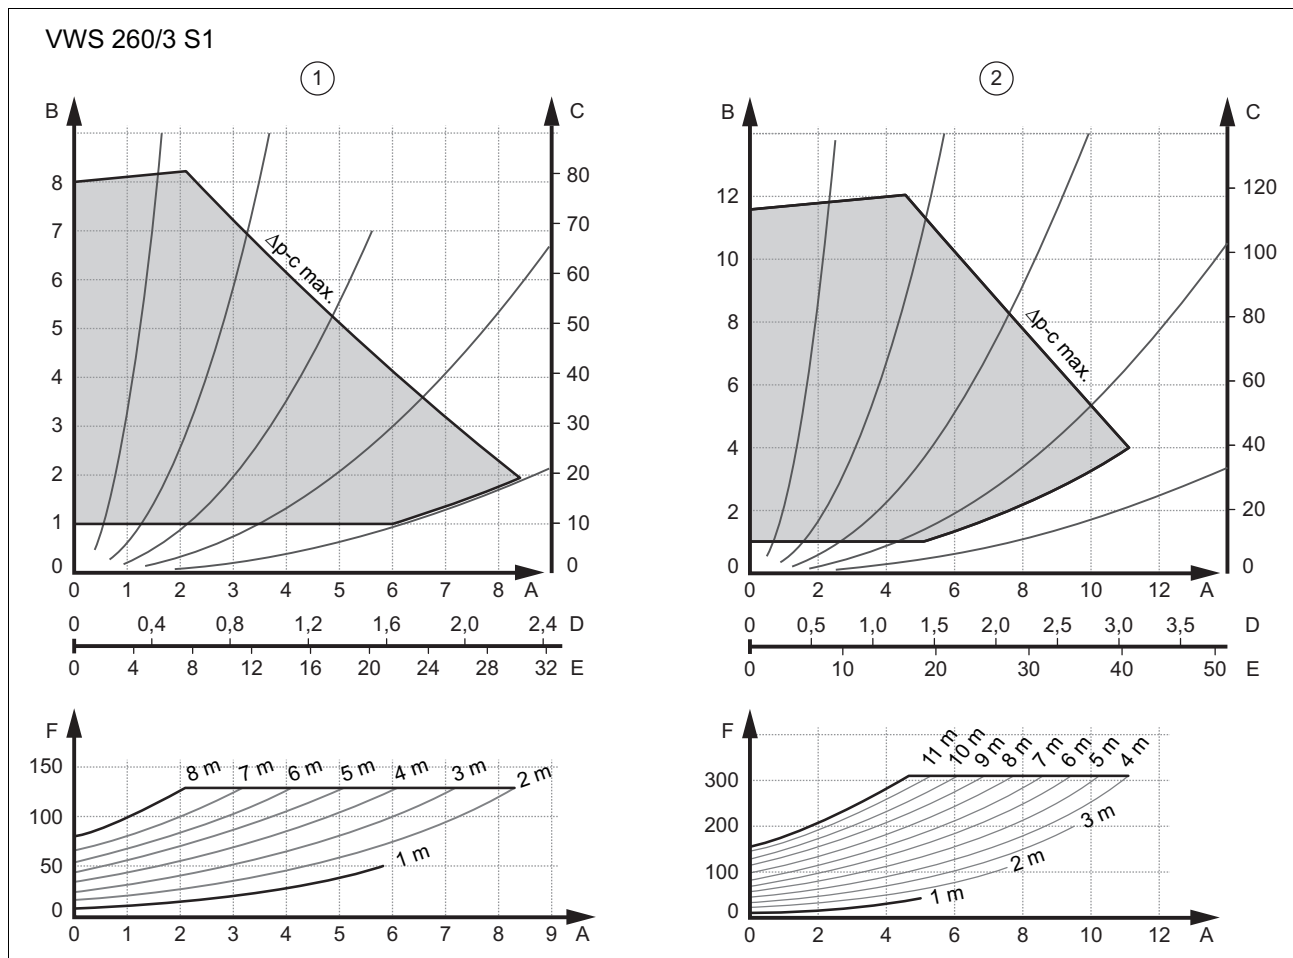 VWS 260/3 S1
1
B
C
8
7
6
5
4
3
2
1
0
80
70
60
50
40
30
20
10
0
Δp-c max.
0 1 2 3 4 5 6 7 8 A
0 0,4 0,8 1,2 1,6 2,0 2,4 D
0 4 8 12 16 20 24 28 32 E
F
150
100
50
0
8 m 7 m 6 m 5 m 4 m 3 m 2 m
1 m
0 1 2 3 4 5 6 7 8 9 A
2
B
C
12
10
8
6
4
2
0
120
100
80
60
40
20
0
Δp-c max.
0 2 4 6 8 10 12 A
0 0,5 1,0 1,5 2,0 2,5 3,0 3,5 D
0 10 20 30 40 50 E
F
300
200
100
0
11 m 10 m 9 m 8 m 7 m 6 m 5 m 4 m
3 m
2 m
1 m
0 2 4 6 8 10 12 A